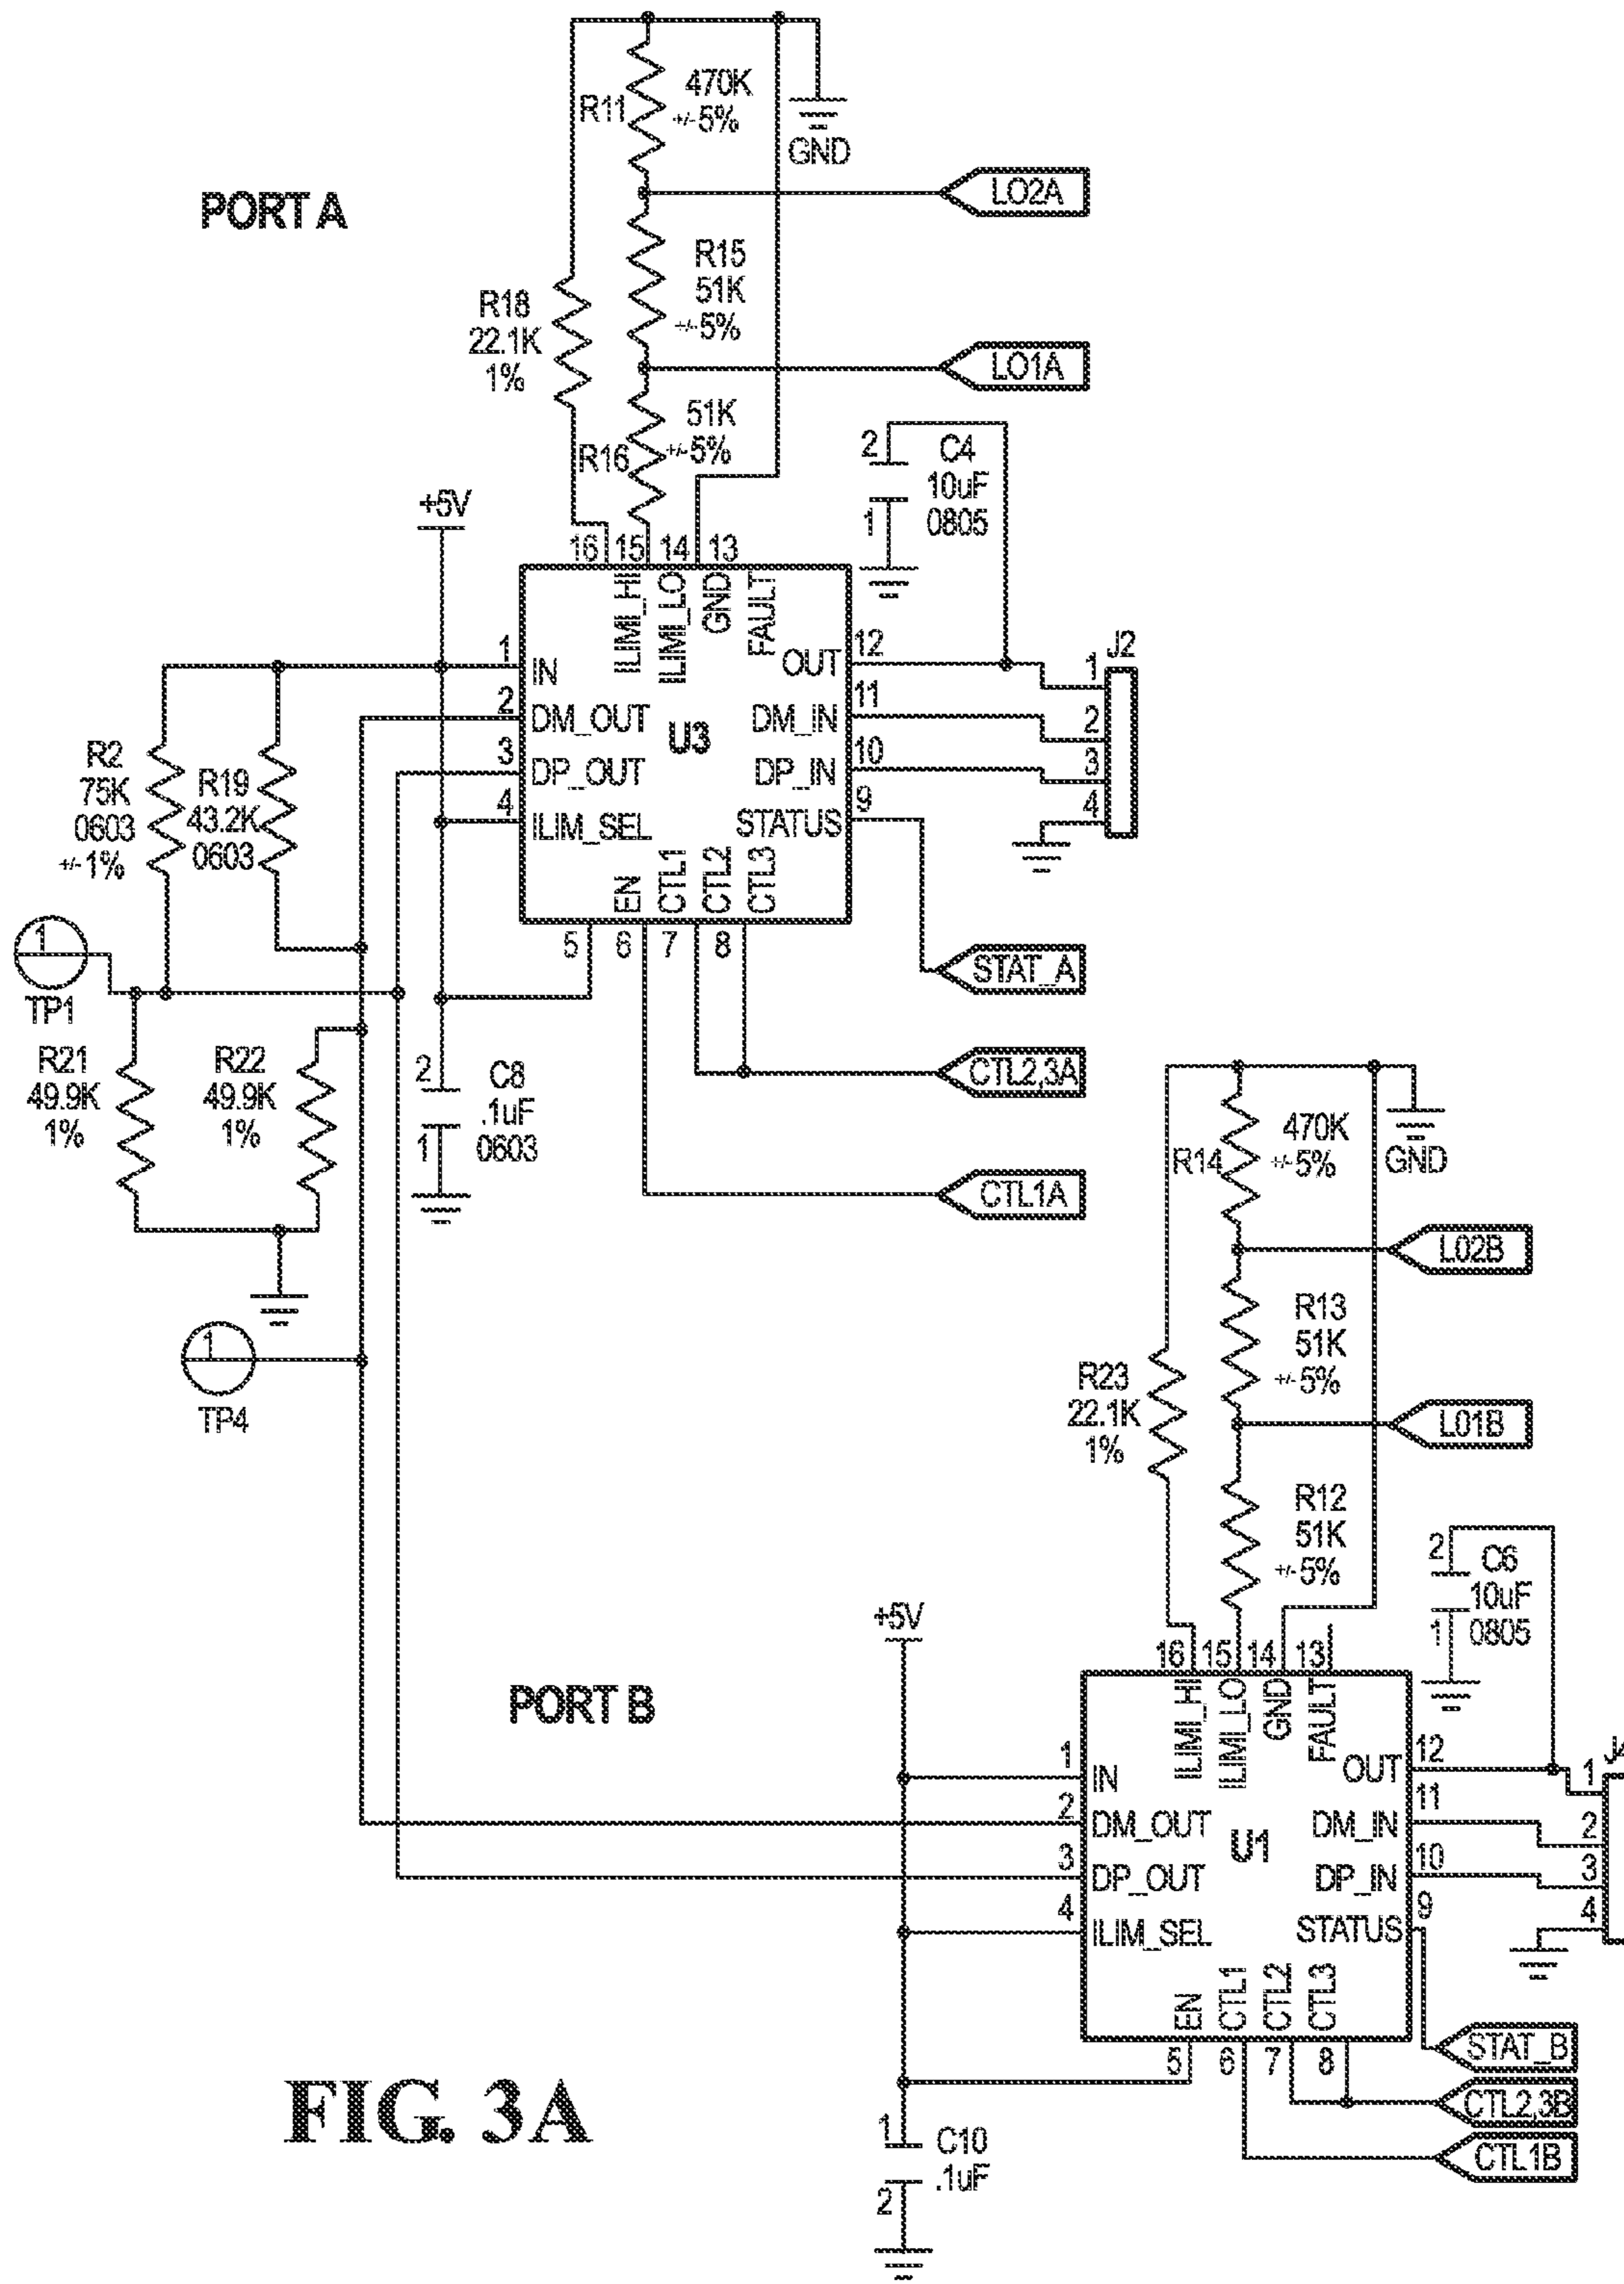 470K
R11
+/-5%
GND
LO2A
PORT A
R15
51K
+/-5%
R18
22.1K
1%
LO1A
51K
R16
+/-5%
2
C4
10uF
1
0805
+5V
16
15
14
13
ILIMI_HI
ILIMI_LO
GND
FAULT
J2
1
IN
OUT
12
1
2
DM_OUT
U3
DM_IN
11
2
3
DP_OUT
DP_IN
10
3
4
ILIM_SEL
STATUS
9
4
R2
75K
0603
+/-1%
R19
43.2K
0603
EN
CTL1
CTL2
CTL3
5
6
7
8
1
TP1
STAT_A
R21
49.9K
1%
R22
49.9K
1%
2
C8
.1uF
1
0603
CTL2,3A
CTL1A
470K
R14
+/-5%
GND
L02B
1
TP4
R13
51K
+/-5%
R23
22.1K
1%
L01B
R12
51K
+/-5%
2
C6
10uF
1
0805
+5V
16
15
14
13
PORT B
ILIMI_HI
ILIMI_LO
GND
FAULT
J4
1
IN
OUT
12
1
2
DM_OUT
U1
DM_IN
11
2
3
DP_OUT
DP_IN
10
3
4
ILIM_SEL
STATUS
9
4
EN
CTL1
CTL2
CTL3
5
6
7
8
STAT_B
CTL2,3B
CTL1B
FIG. 3A
1
C10
.1uF
2